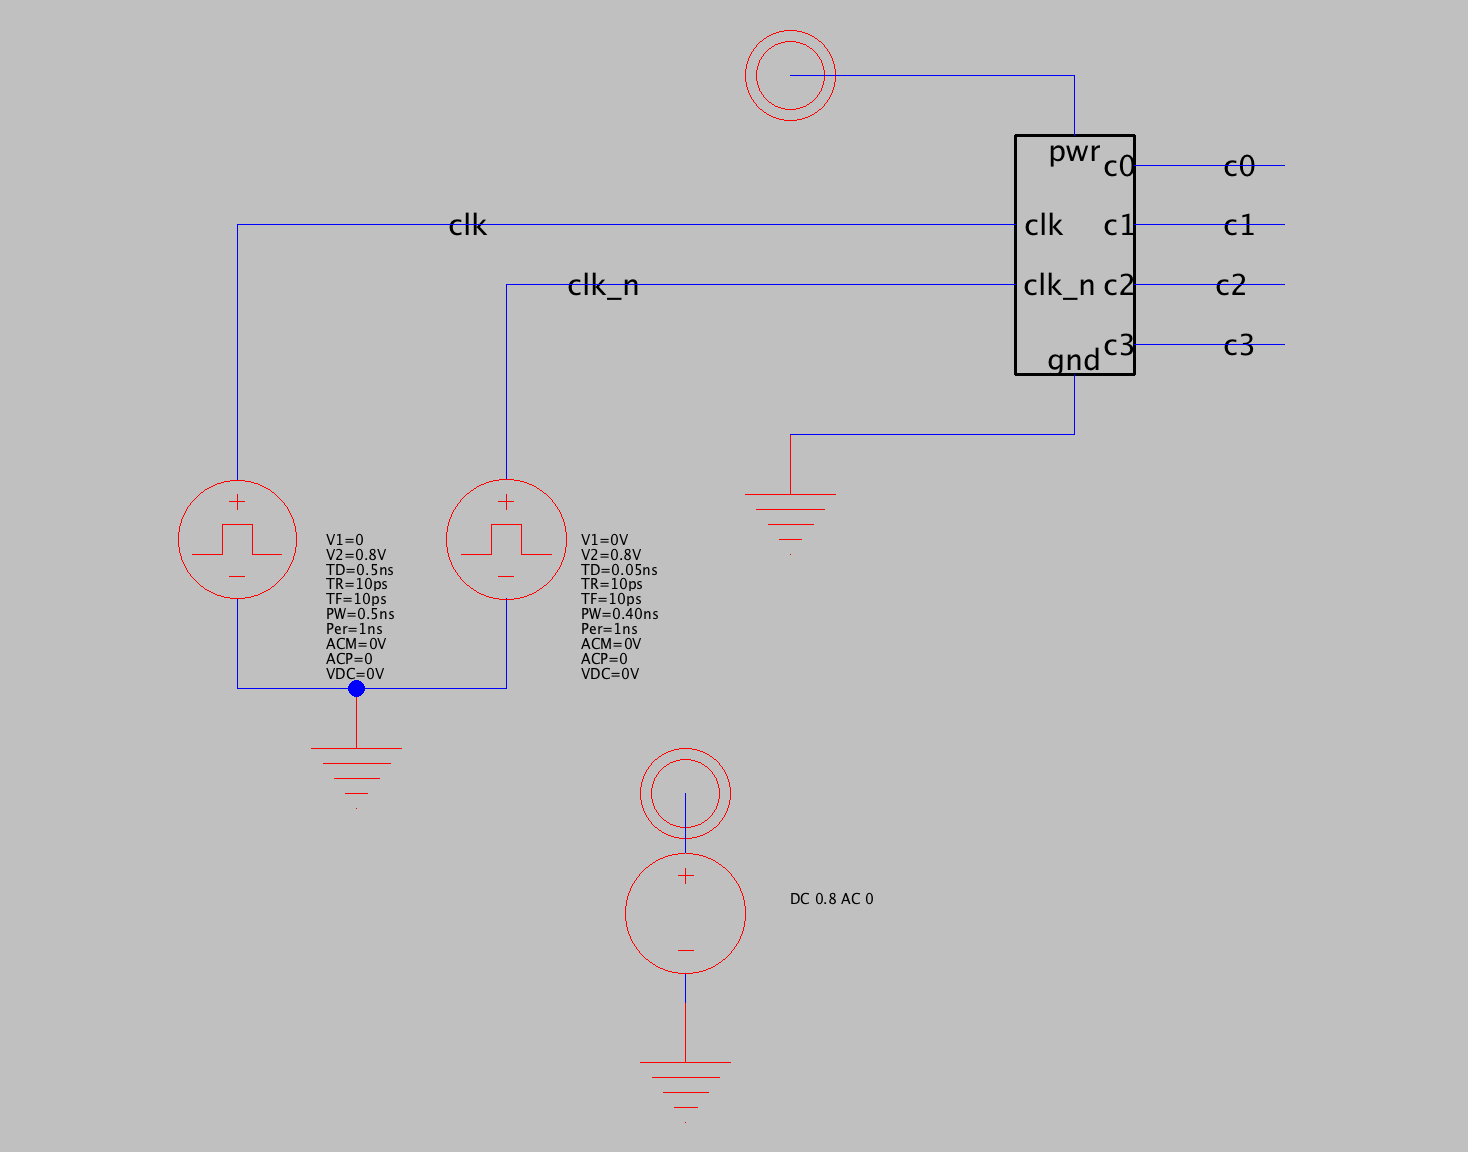 pwr
c0
c0
clk
clk
c1
c1
clk_n
clk_n
c2
c2
c3
c3
gnd
V1=0
V2=0.8V
TD=0.5ns
TR=10ps
TF=10ps
PW=0.5ns
Per=1ns
ACM=0V
ACP=0
VDC=0V
V1=0V
V2=0.8V
TD=0.05ns
TR=10ps
TF=10ps
PW=0.40ns
Per=1ns
ACM=0V
ACP=0
VDC=0V
DC 0.8 AC 0